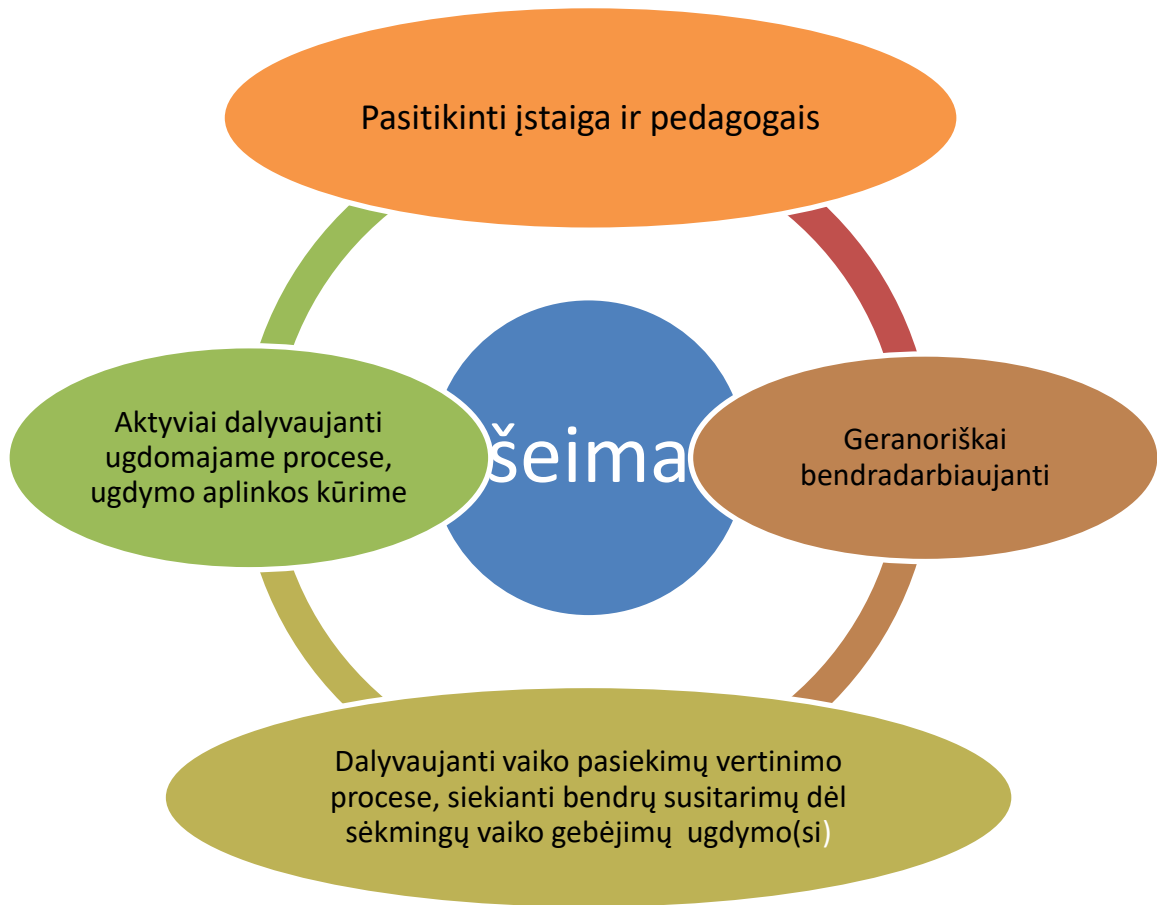 Pasitikinti įstaiga ir pedagogais
Aktyviai dalyvaujanti
ugdomajame procese,
ugdymo aplinkos kūrime
šeima
Geranoriškai
bendradarbiaujanti
Dalyvaujanti vaiko pasiekimų vertinimo
procese, siekianti bendrų susitarimų dėl
sėkmingų vaiko gebėjimų  ugdymo(si)